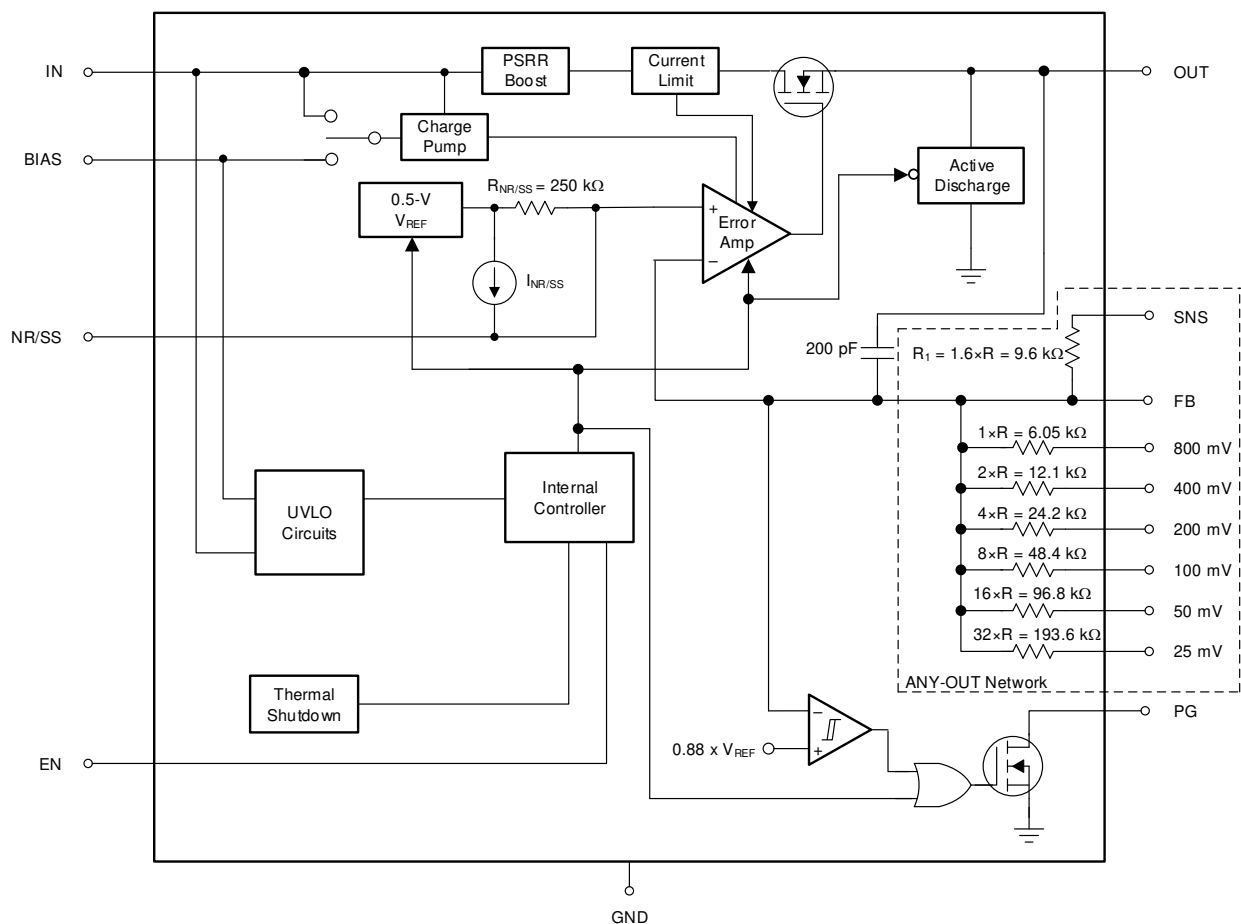 IN
PSRR
Boost
Current
Limit
OUT
Charge
Pump
BIAS
Active
Discharge
0.5-V
VREF
RNR/SS = 250 kΩ
+
Error
Amp
−
INR/SS
NR/SS
SNS
200 pF
R1 = 1.6×R = 9.6 kΩ
FB
1×R = 6.05 kΩ
800 mV
2×R = 12.1 kΩ
400 mV
4×R = 24.2 kΩ
200 mV
8×R = 48.4 kΩ
100 mV
16×R = 96.8 kΩ
50 mV
32×R = 193.6 kΩ
25 mV
ANY-OUT Network
UVLO
Circuits
Internal
Controller
Thermal
Shutdown
PG
−
0.88 x VREF
+
EN
GND